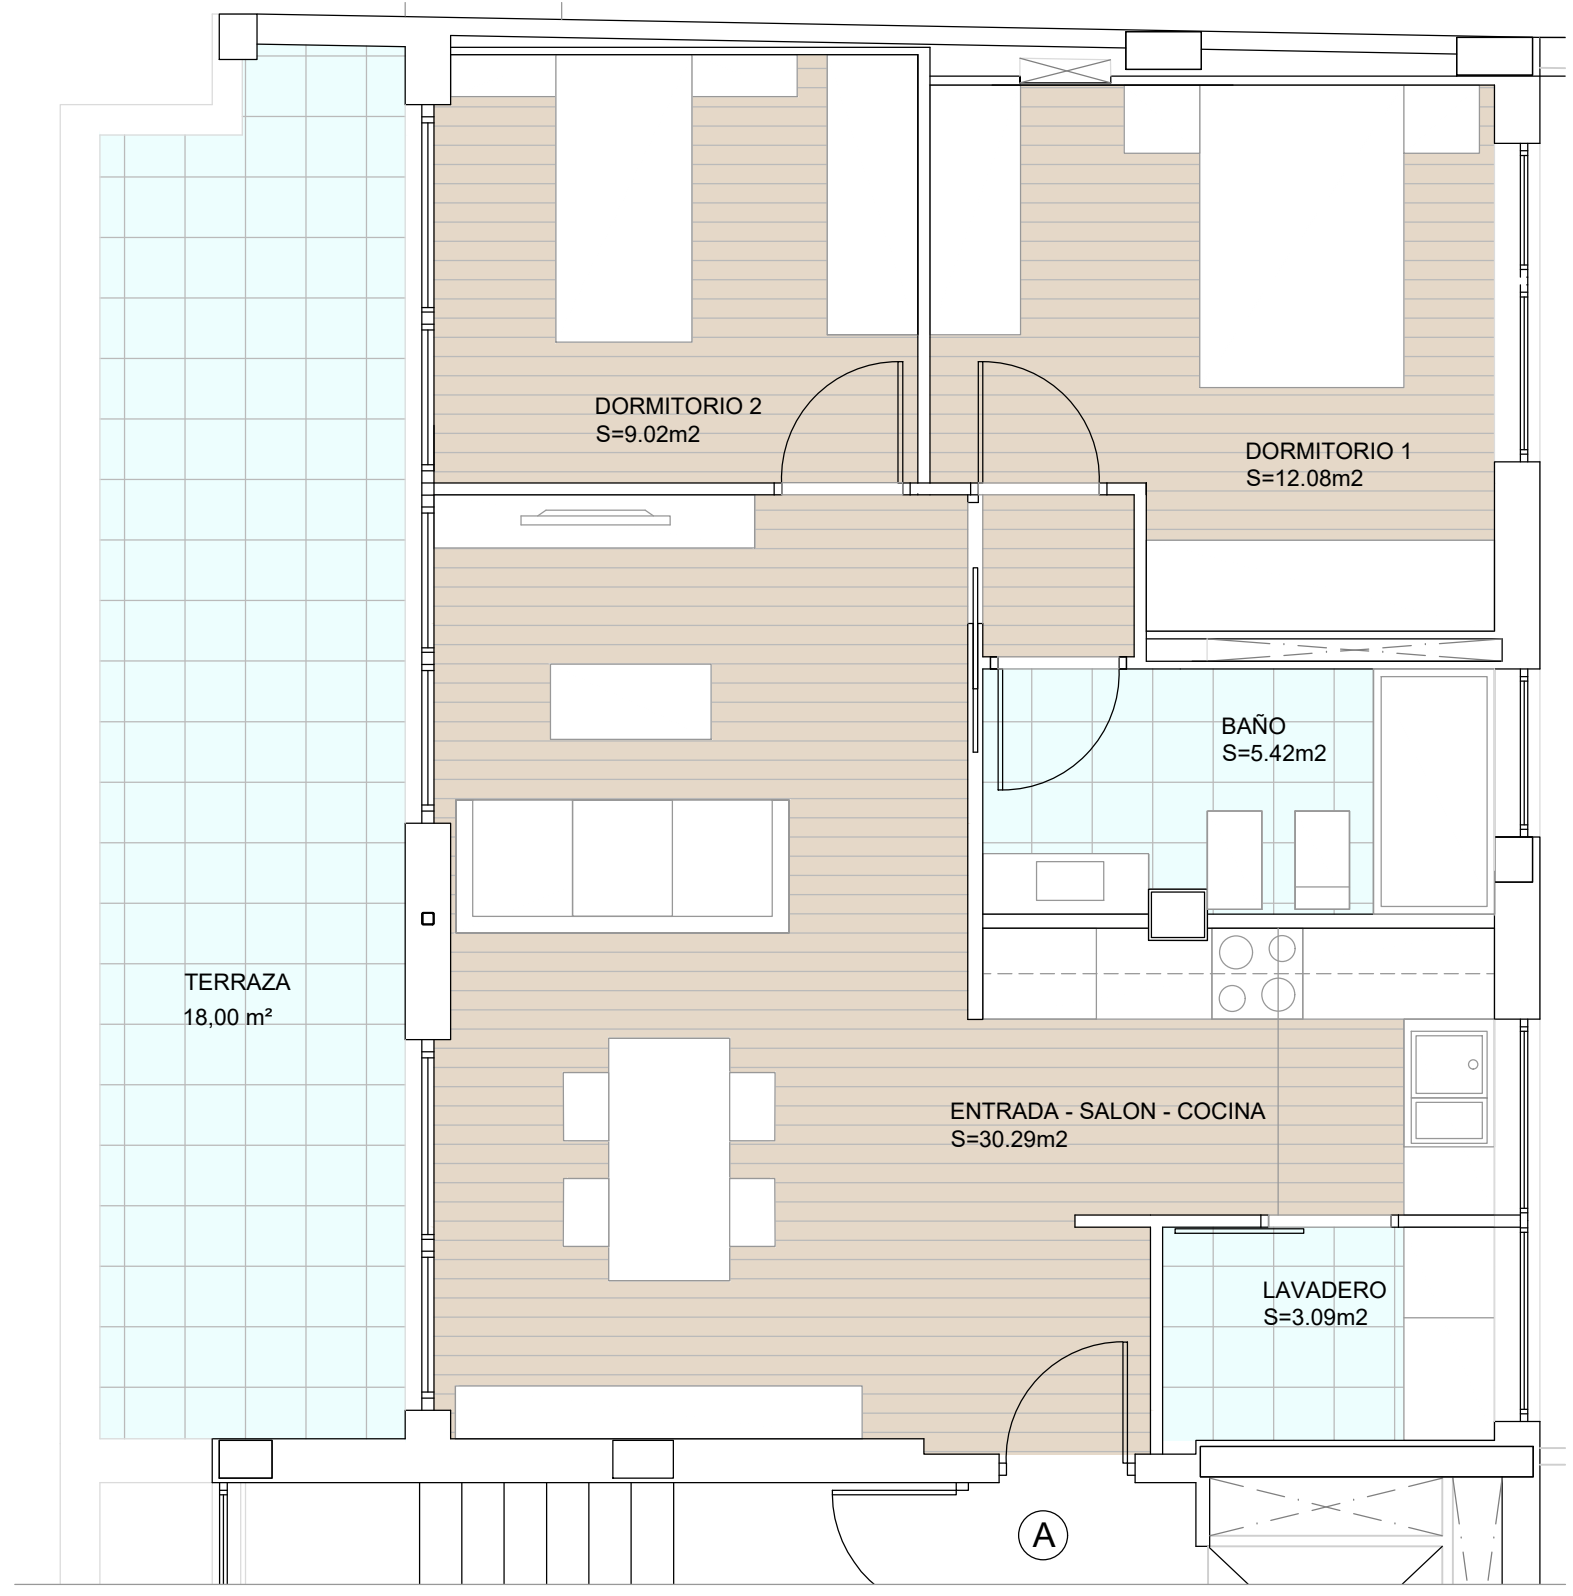 DORMITORIO 2
S=9.02m2
DORMITORIO 1
S=12.08m2
BAÑO
S=5.42m2
TERRAZA
18,00 m²
ENTRADA - SALON - COCINA
S=30.29m2
LAVADERO
S=3.09m2
A